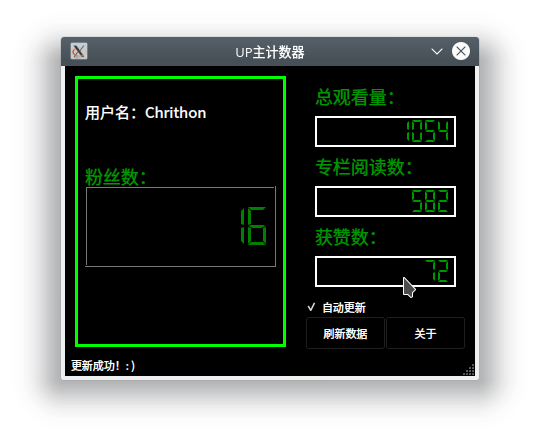 UP主计数器
用户名：Chrithon
粉丝数：
16
总观看量：
1054
专栏阅读数：
582
获赞数：
72
✓ 自动更新
刷新数据
关于
更新成功！: )